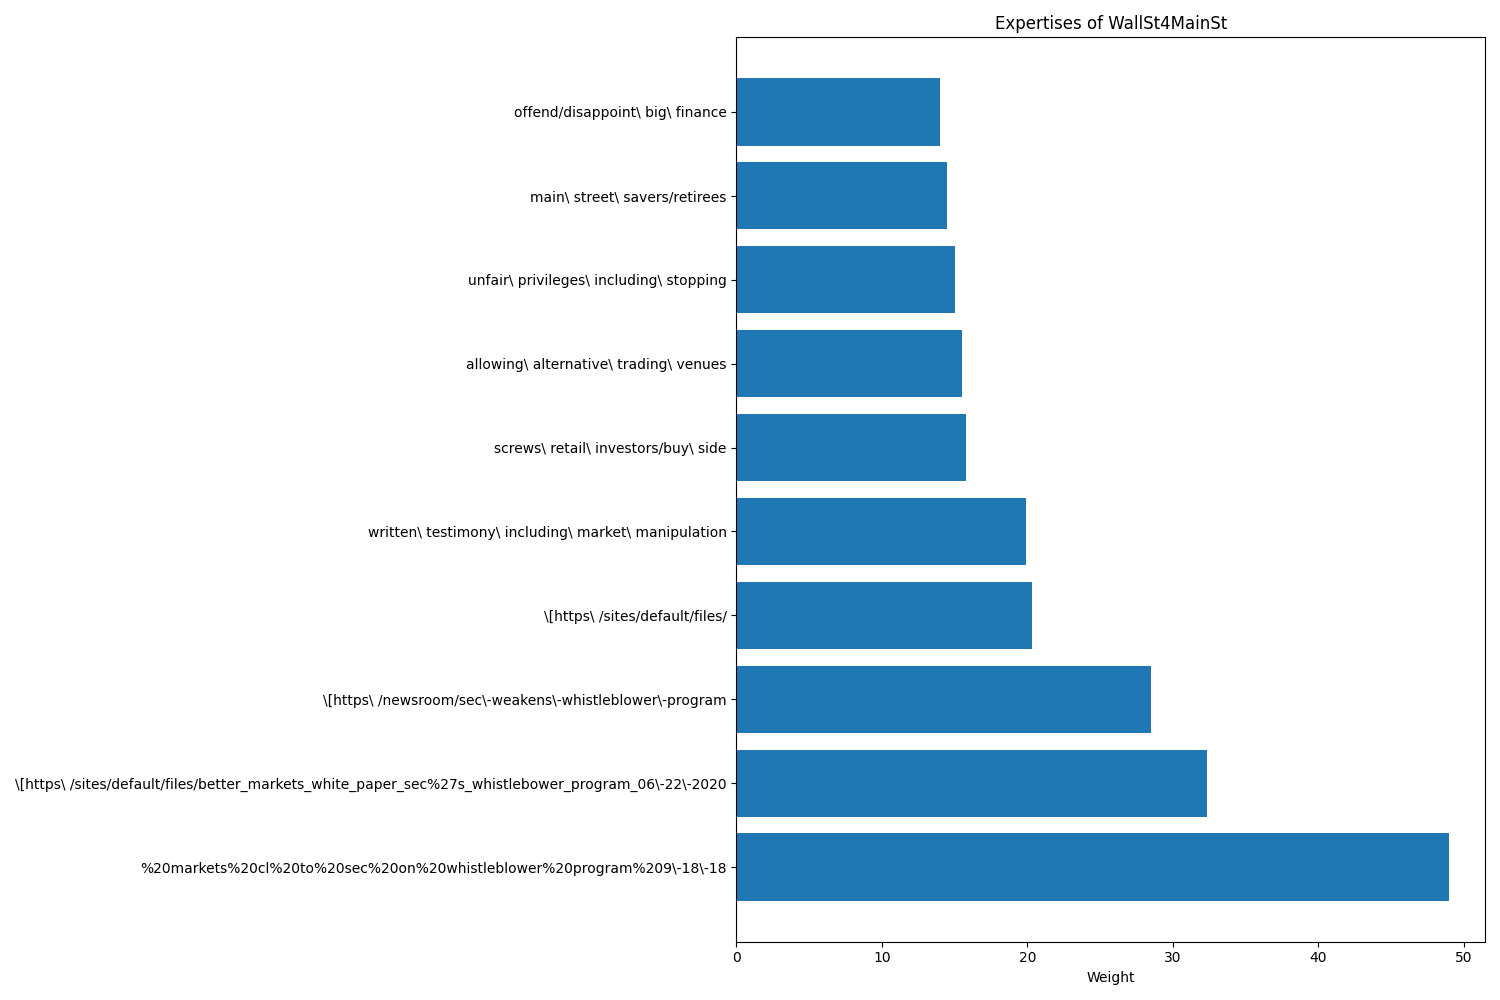 Expertises of WallSt4MainSt
offend/disappoint\ big\ finance
main\ street\ savers/retirees
unfair\ privileges\ including\ stopping
allowing\ alternative\ trading\ venues
screws\ retail\ investors/buy\ side
written\ testimony\ including\ market\ manipulation
\[https\ /sites/default/files/
\[https\ /newsroom/sec\-weakens\-whistleblower\-program
\[https\ /sites/default/files/better_markets_white_paper_sec%27s_whistlebower_program_06\-22\-2020
%20markets%20cl%20to%20sec%20on%20whistleblower%20program%209\-18\-18
0 10 20 30 40 50
Weight